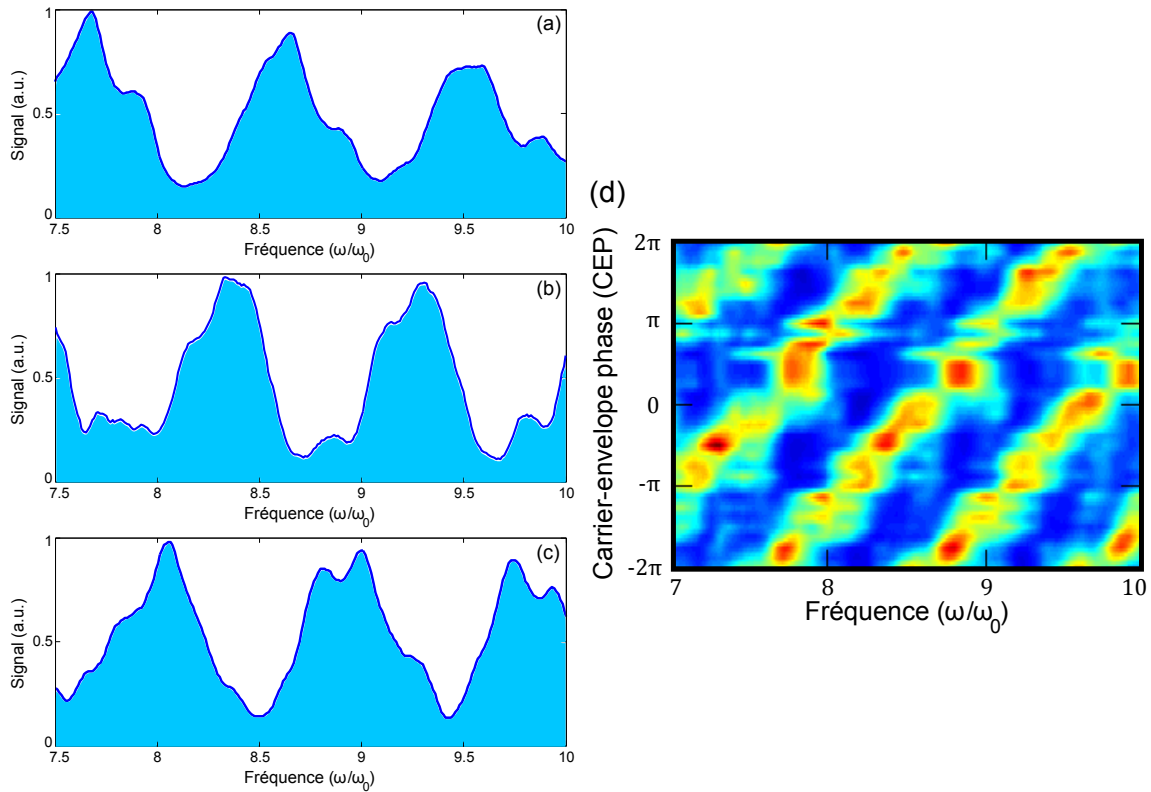 (a)
Signal (a.u.)
1
0.5
0
7.5 8 8.5 9 9.5 10
Fréquence (ω/ω0)
(b)
Signal (a.u.)
1
0.5
0
7.5 8 8.5 9 9.5 10
Fréquence (ω/ω0)
(c)
Signal (a.u.)
1
0.5
0
7.5 8 8.5 9 9.5 10
Fréquence (ω/ω0)
(d)
Carrier-envelope phase (CEP)
2π
π
0
-π
-2π
7 8 9 10
Fréquence (ω/ω0)